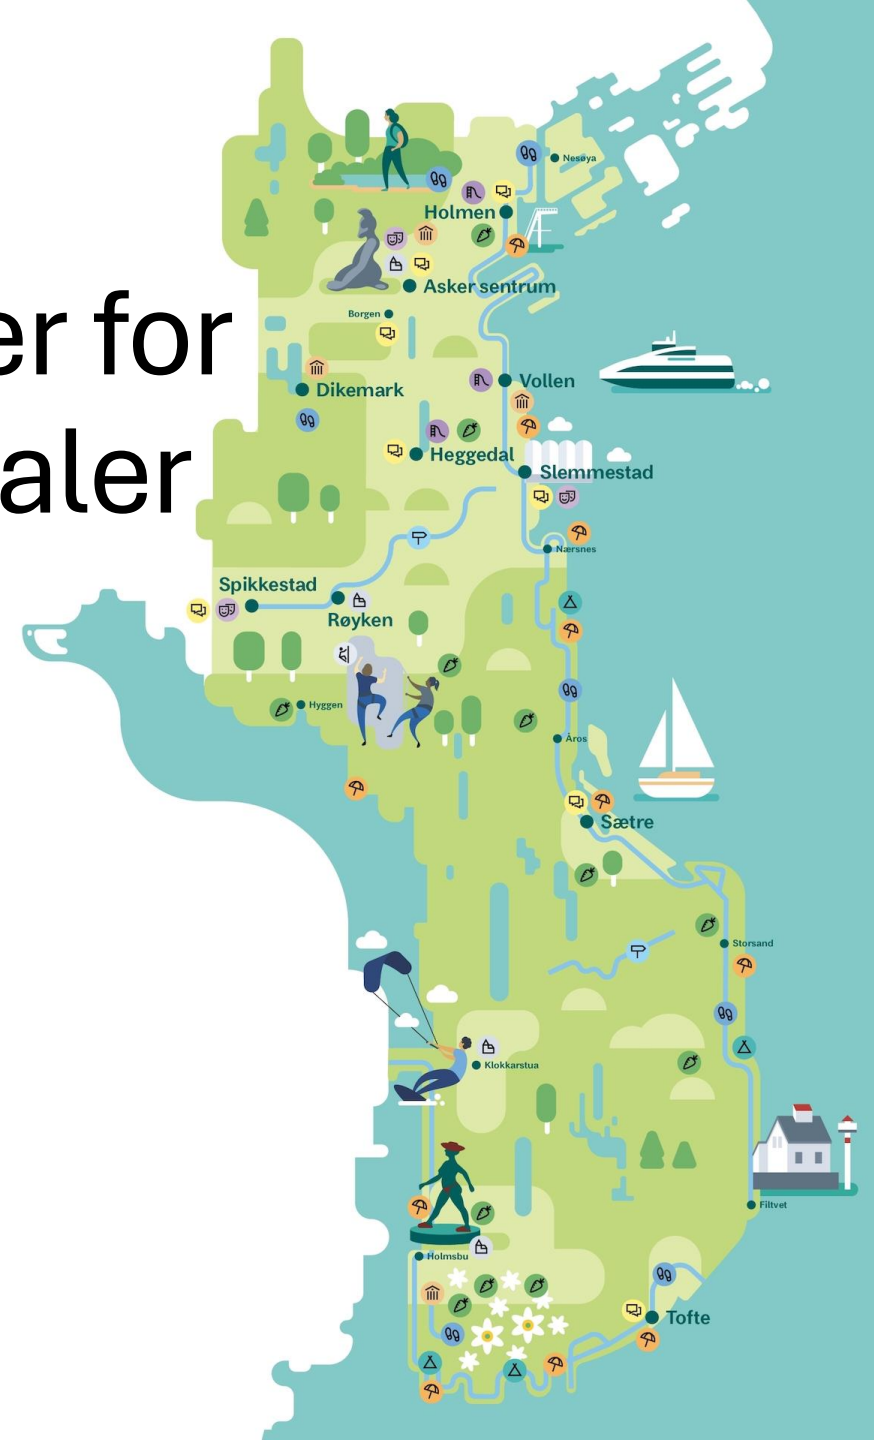 er for
aler
Nesøya
Holmen
Asker sentrum
Borgen
Vollen
Dikemark
Heggedal
Slemmestad
Nærsnes
Spikkestad
Røyken
Hyggen
Åros
Sætre
Storsand
Klokkarstua
Filtvet
Holmsbu
Tofte